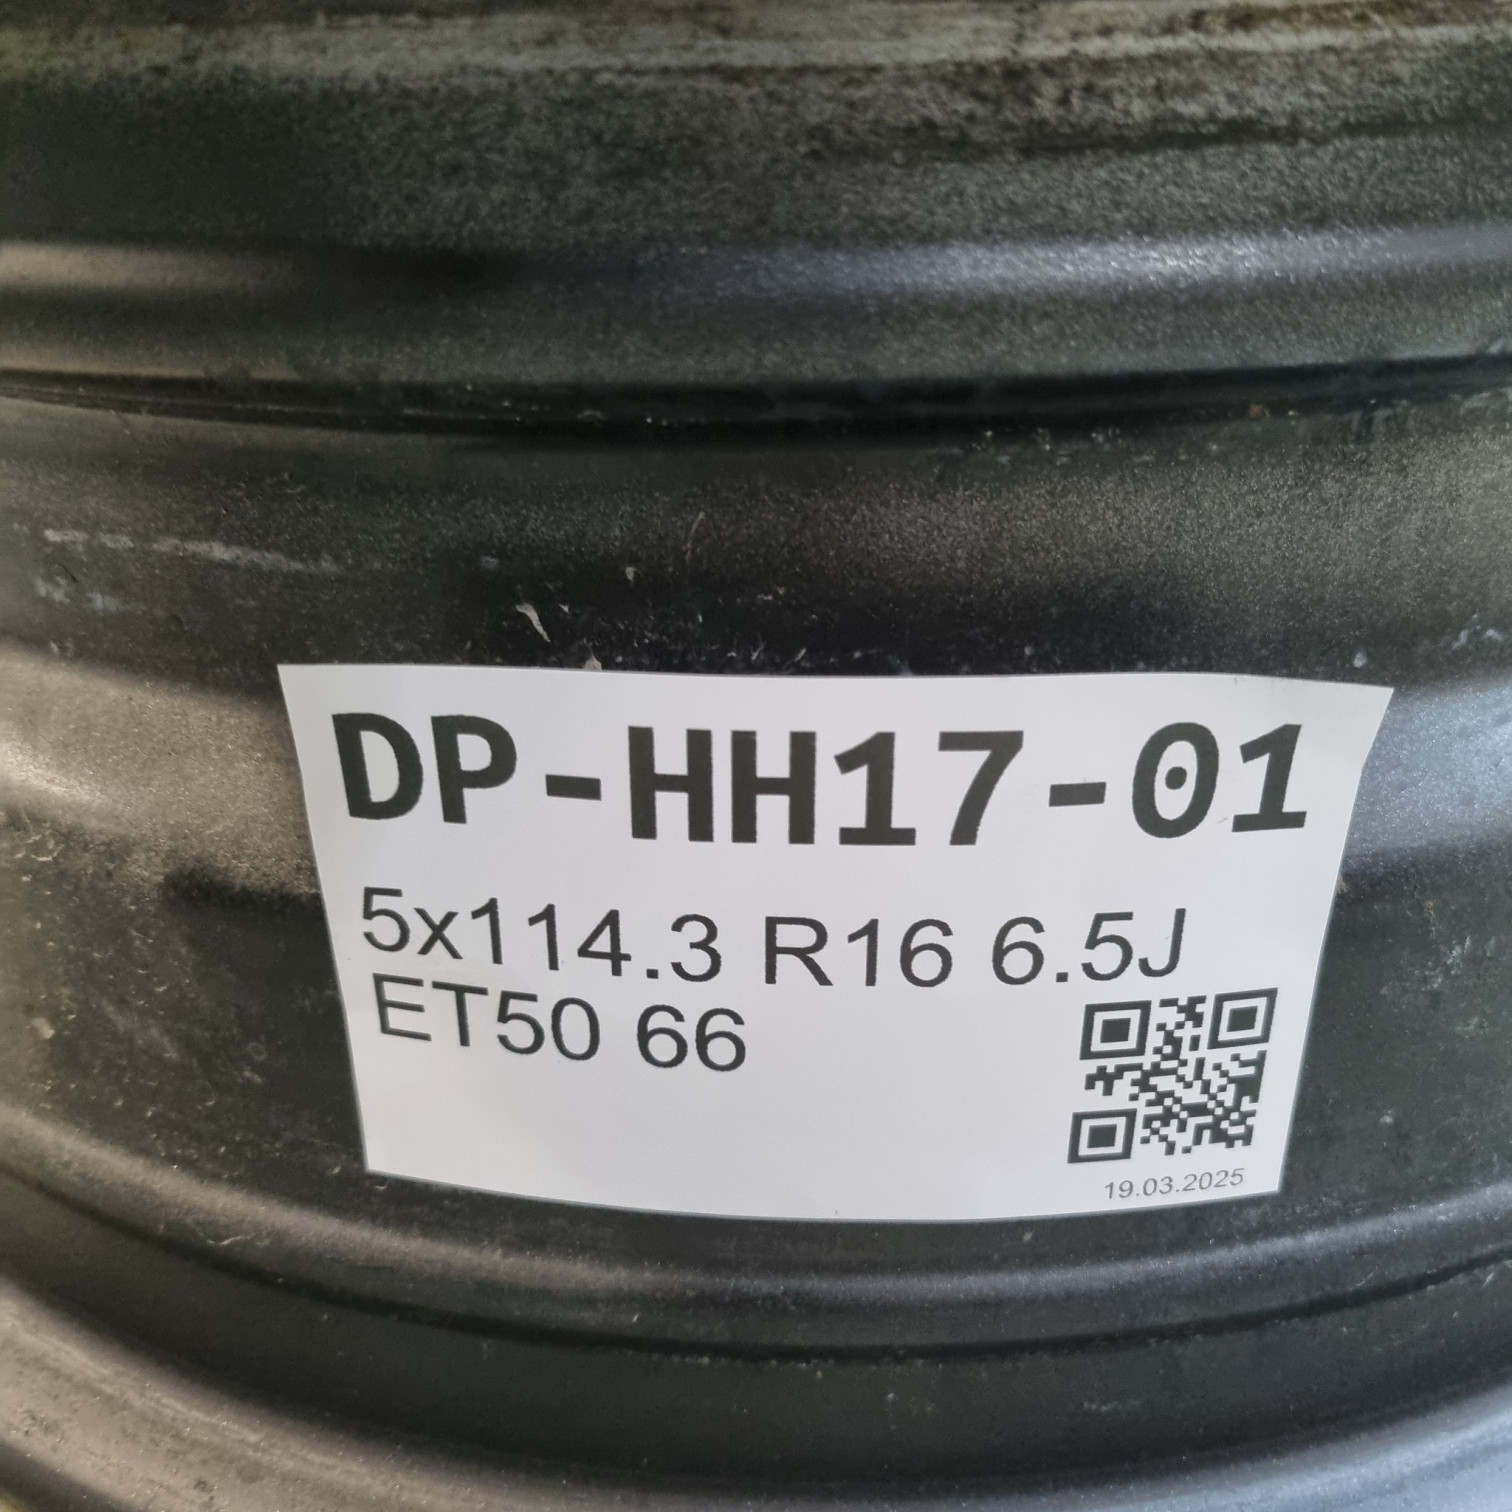 DP-HH17-01
5x114.3 R16 6.5J
ET50 66
19.03.2025